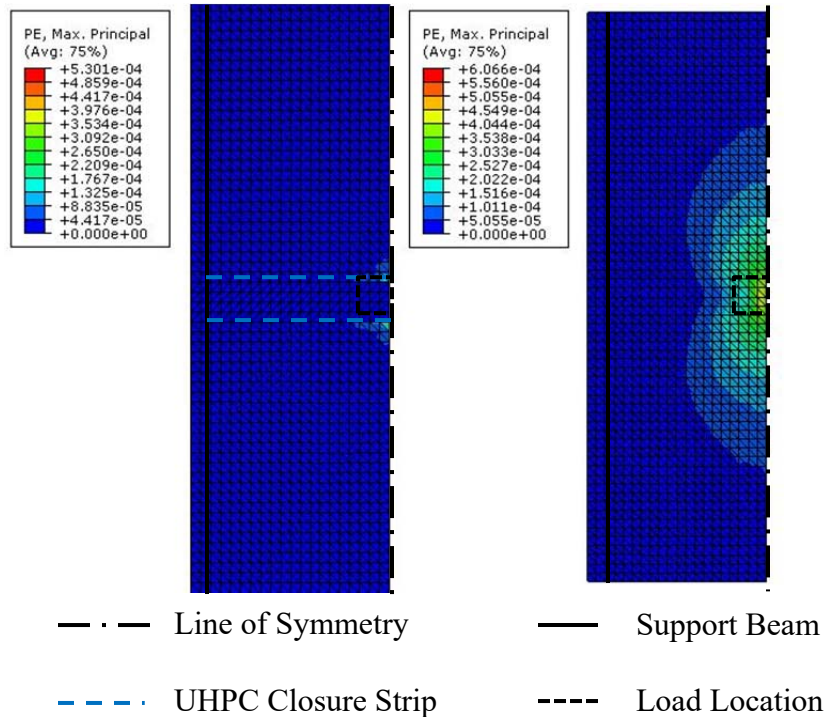 PE, Max. Principal
(Avg: 75%)
+5.301e-04
+4.859e-04
+4.417e-04
+3.976e-04
+3.534e-04
+3.092e-04
+2.650e-04
+2.209e-04
+1.767e-04
+1.325e-04
+8.835e-05
+4.417e-05
+0.000e+00
PE, Max. Principal
(Avg: 75%)
+6.066e-04
+5.560e-04
+5.055e-04
+4.549e-04
+4.044e-04
+3.538e-04
+3.033e-04
+2.527e-04
+2.022e-04
+1.516e-04
+1.011e-04
+5.055e-05
+0.000e+00
Line of Symmetry
Support Beam
UHPC Closure Strip
Load Location